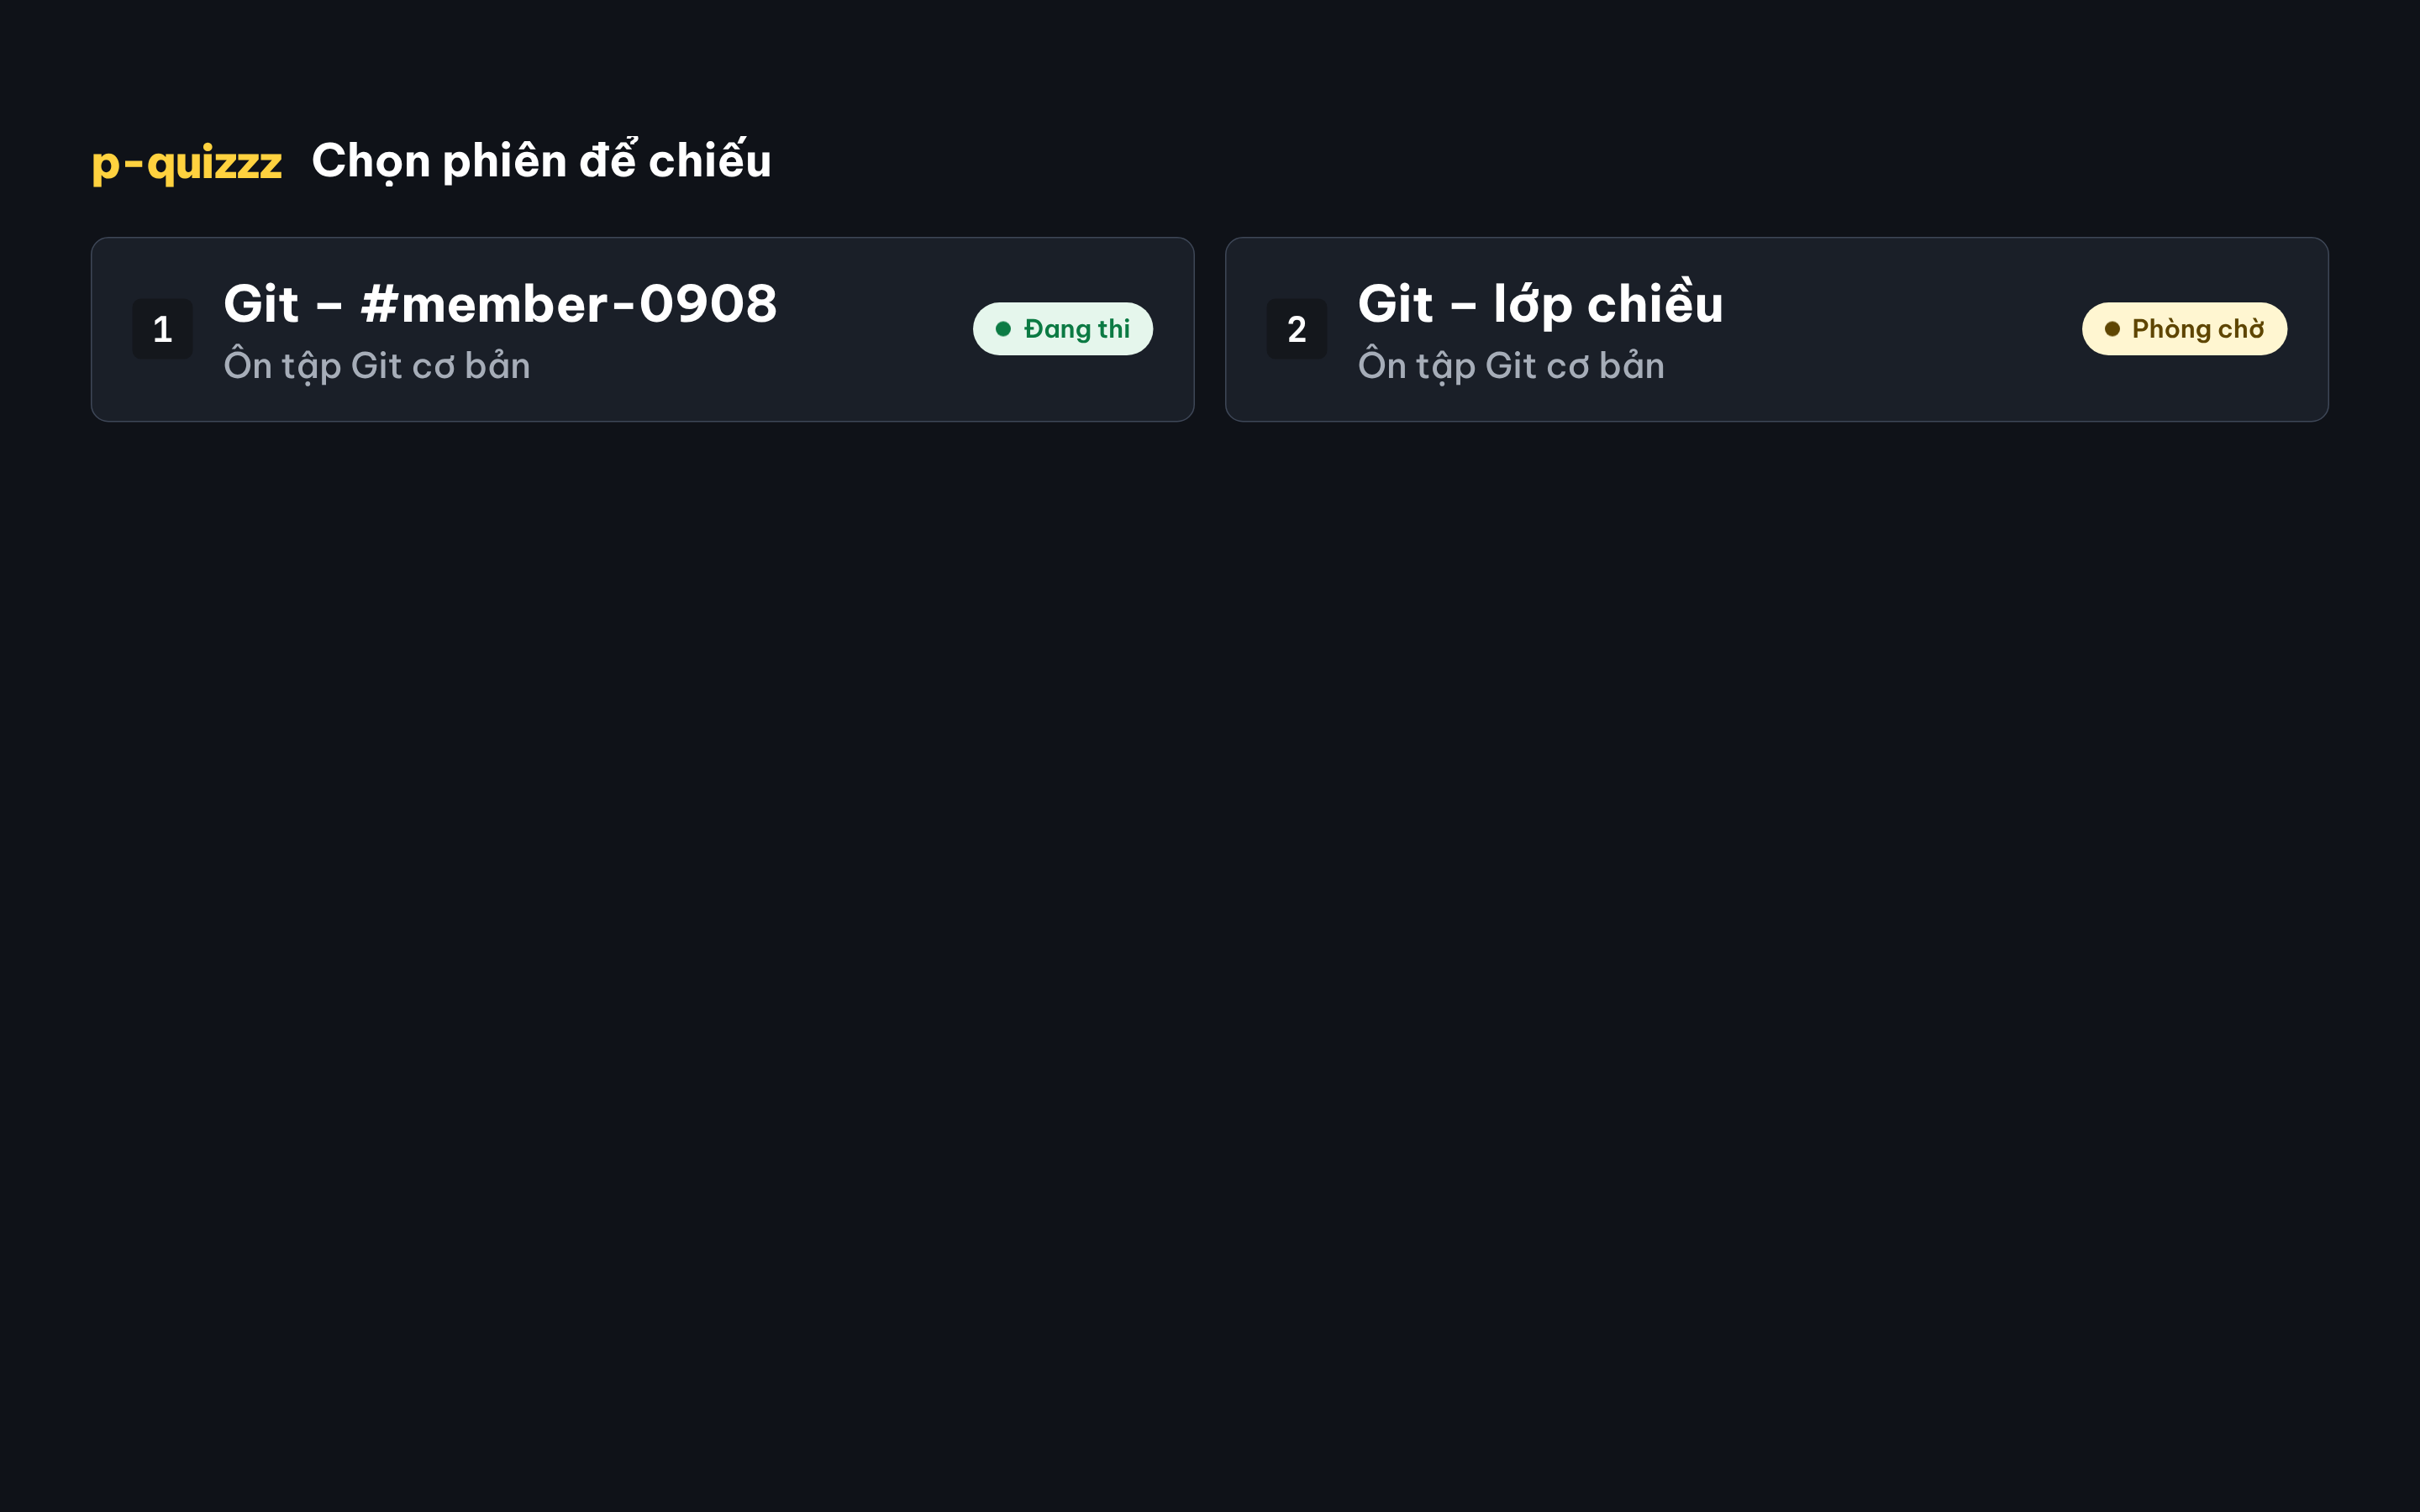 p-quizzz Chọn phiên để chiếu
1
Git – #member-0908
Ôn tập Git cơ bản
Đang thi
2
Git – lớp chiều
Ôn tập Git cơ bản
Phòng chờ